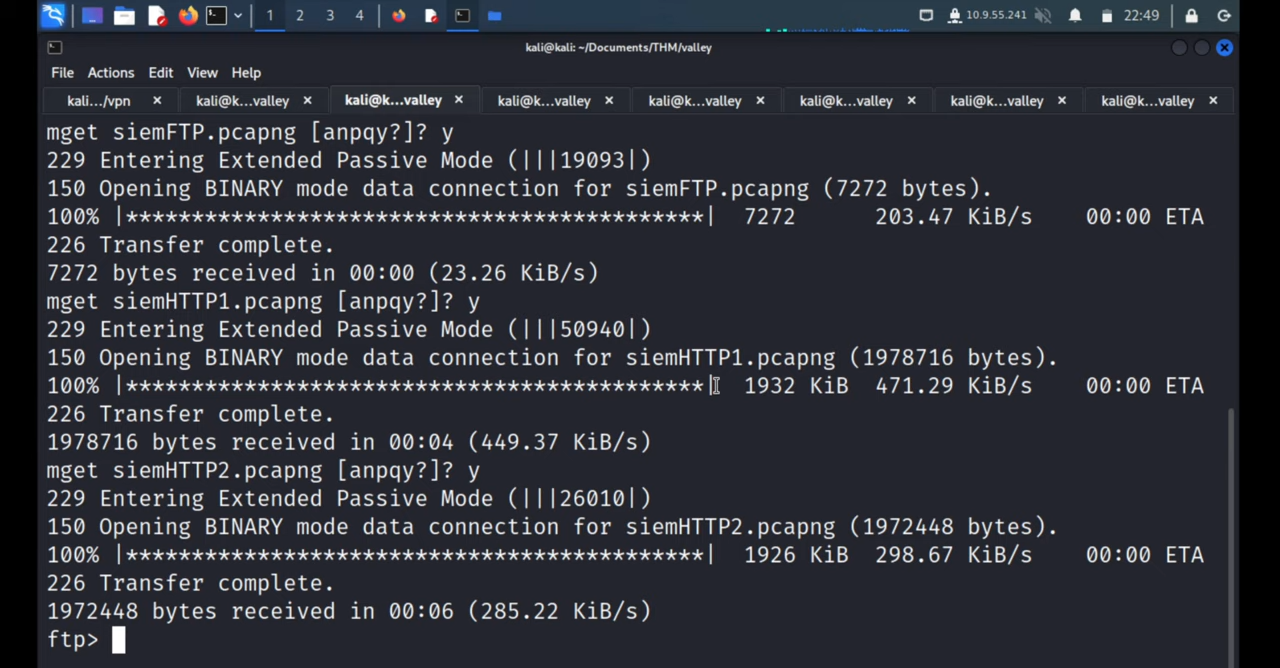 1 2 3 4 10.9.55.241 22:49
kali@kali: ~/Documents/THM/valley
File Actions Edit View Help
kali.../vpn × kali@k...valley × kali@k...valley × kali@k...valley × kali@k...valley × kali@k...valley × kali@k...valley × kali@k...valley ×
mget siemFTP.pcapng [anpqy?]? y
229 Entering Extended Passive Mode (|||19093|)
150 Opening BINARY mode data connection for siemFTP.pcapng (7272 bytes).
100% |********************************************| 7272 203.47 KiB/s 00:00 ETA
226 Transfer complete.
7272 bytes received in 00:00 (23.26 KiB/s)
mget siemHTTP1.pcapng [anpqy?]? y
229 Entering Extended Passive Mode (|||50940|)
150 Opening BINARY mode data connection for siemHTTP1.pcapng (1978716 bytes).
100% |********************************************| 1932 KiB 471.29 KiB/s 00:00 ETA
226 Transfer complete.
1978716 bytes received in 00:04 (449.37 KiB/s)
mget siemHTTP2.pcapng [anpqy?]? y
229 Entering Extended Passive Mode (|||26010|)
150 Opening BINARY mode data connection for siemHTTP2.pcapng (1972448 bytes).
100% |********************************************| 1926 KiB 298.67 KiB/s 00:00 ETA
226 Transfer complete.
1972448 bytes received in 00:06 (285.22 KiB/s)
ftp>